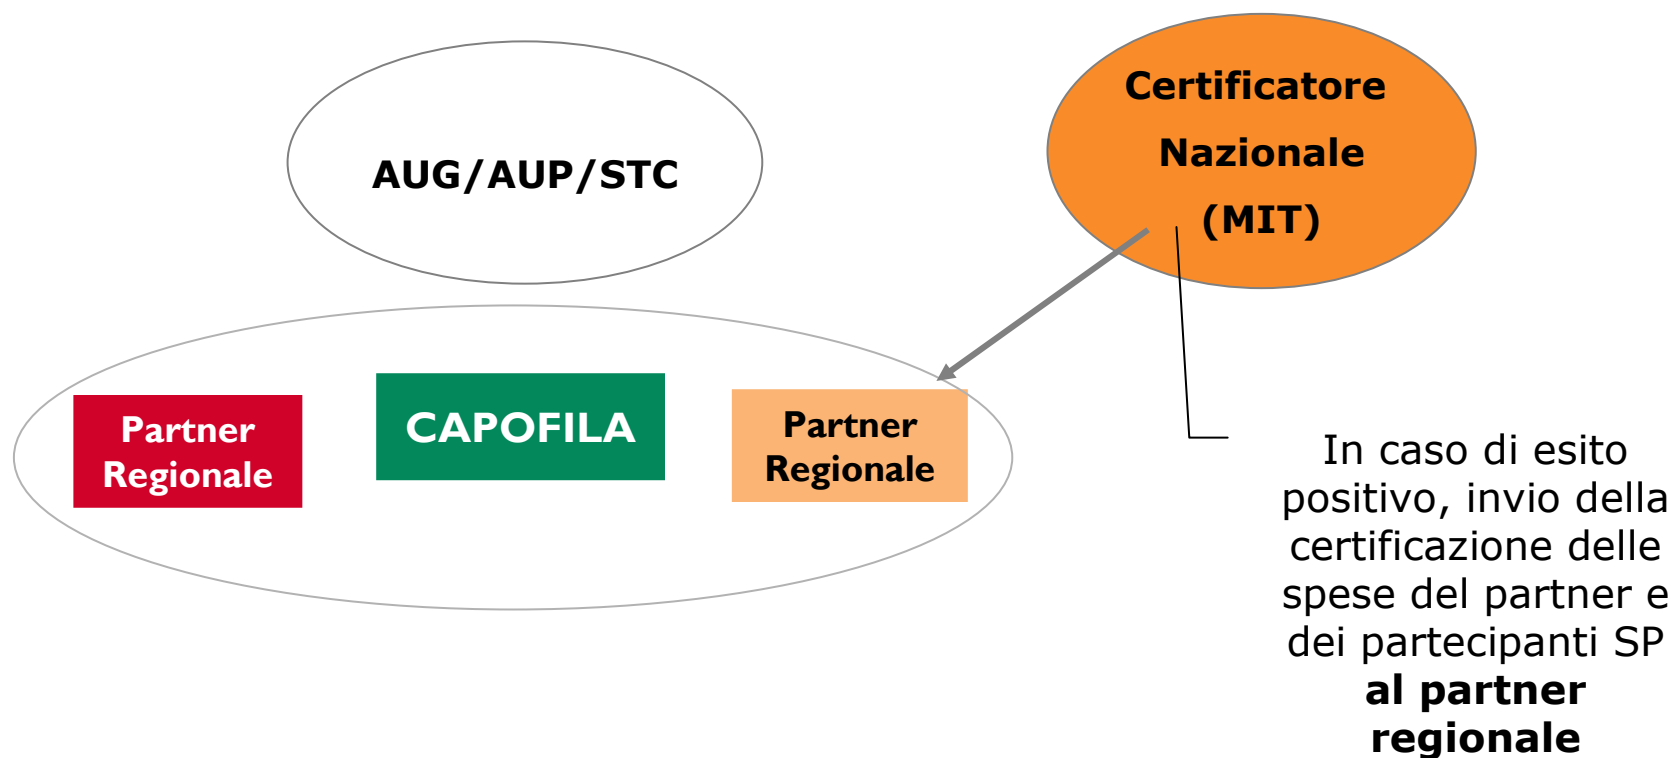 AUG/AUP/STC
Certificatore
Nazionale
(MIT)
Partner
Regionale
CAPOFILA
Partner
Regionale
In caso di esito
positivo, invio della
certificazione delle
spese del partner e
dei partecipanti SP
al partner
regionale